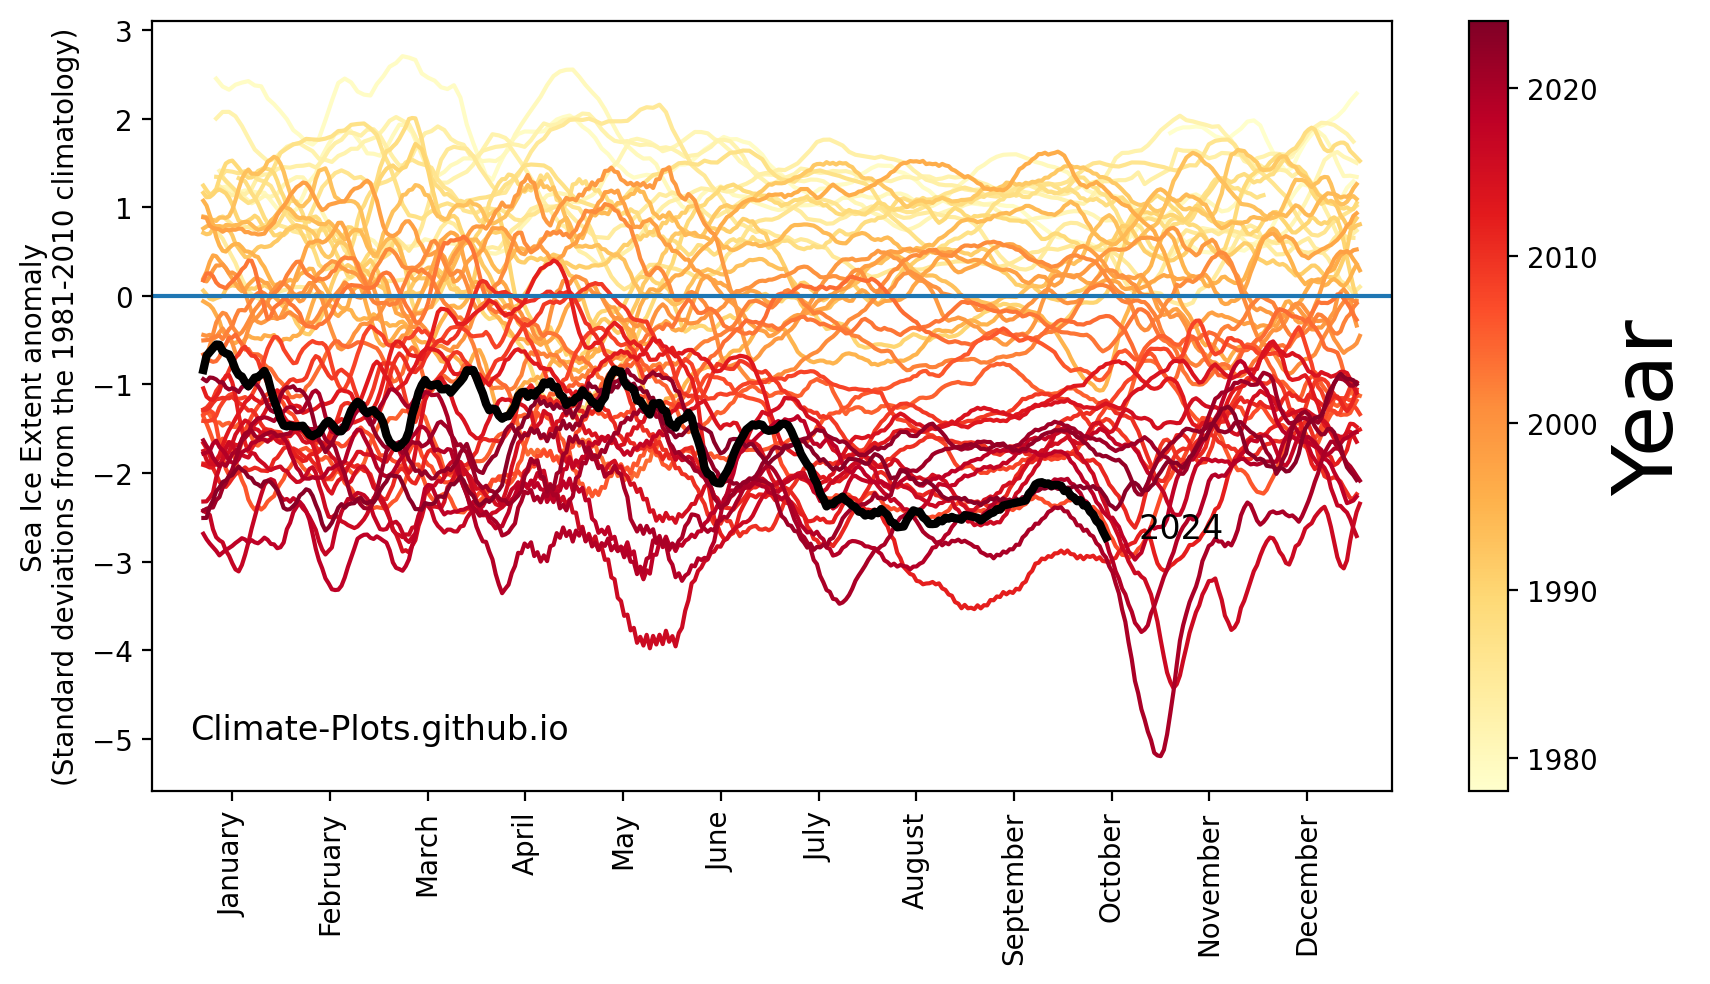 Sea Ice Extent anomaly
(Standard deviations from the 1981-2010 climatology)
3
2
1
0
−1
−2
−3
−4
−5
2024
Climate-Plots.github.io
January
February
March
April
May
June
July
August
September
October
November
December
2020
2010
2000
1990
1980
Year